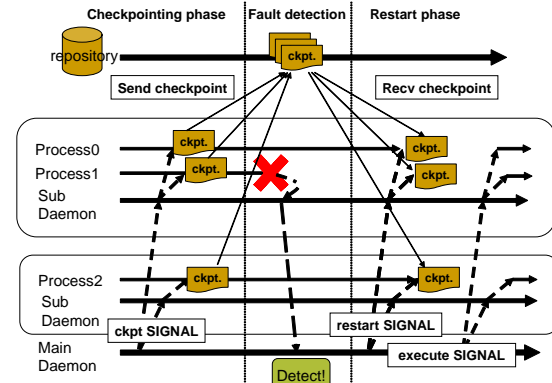 Checkpointing phase
Fault detection
Restart phase
repository
ckpt.
Send checkpoint
Recv checkpoint
ckpt.
ckpt.
Process0
ckpt.
ckpt.
Process1
Sub
Daemon
Process2
ckpt.
ckpt.
Sub
Daemon
ckpt SIGNAL
restart SIGNAL
Main
Daemon
execute SIGNAL
Detect!